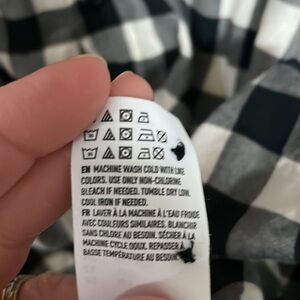 EN MACHINE WASH COLD WITH LIKE
COLORS. USE ONLY NON-CHLORINE
BLEACH IF NEEDED. TUMBLE DRY LOW.
COOL IRON IF NEEDED.
FR LAVER À LA MACHINE À L'EAU FROIDE
AVEC COULEURS SIMILAIRES. BLANCHIR
SANS CHLORE AU BESOIN. SÉCHER À LA
MACHINE CYCLE DOUX. REPASSER À
BASSE TEMPÉRATURE AU BESOIN